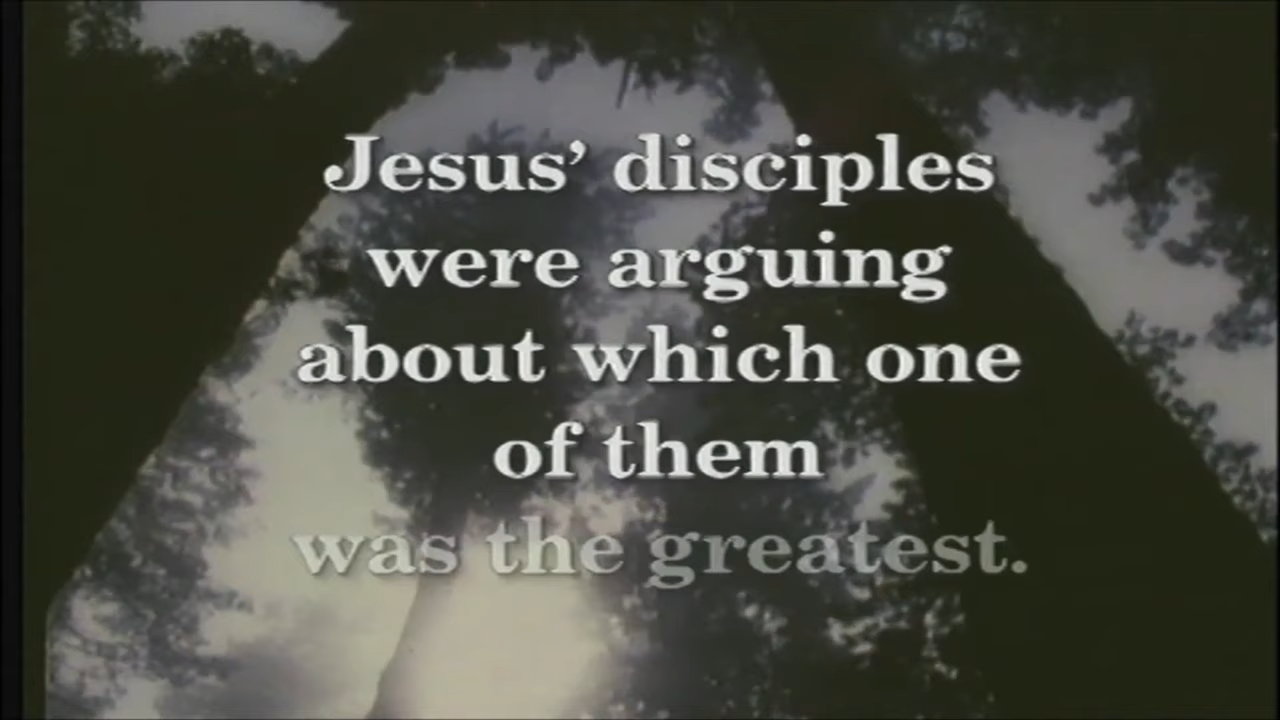 Jesus’ disciples
were arguing
about which one
of them
was the greatest.